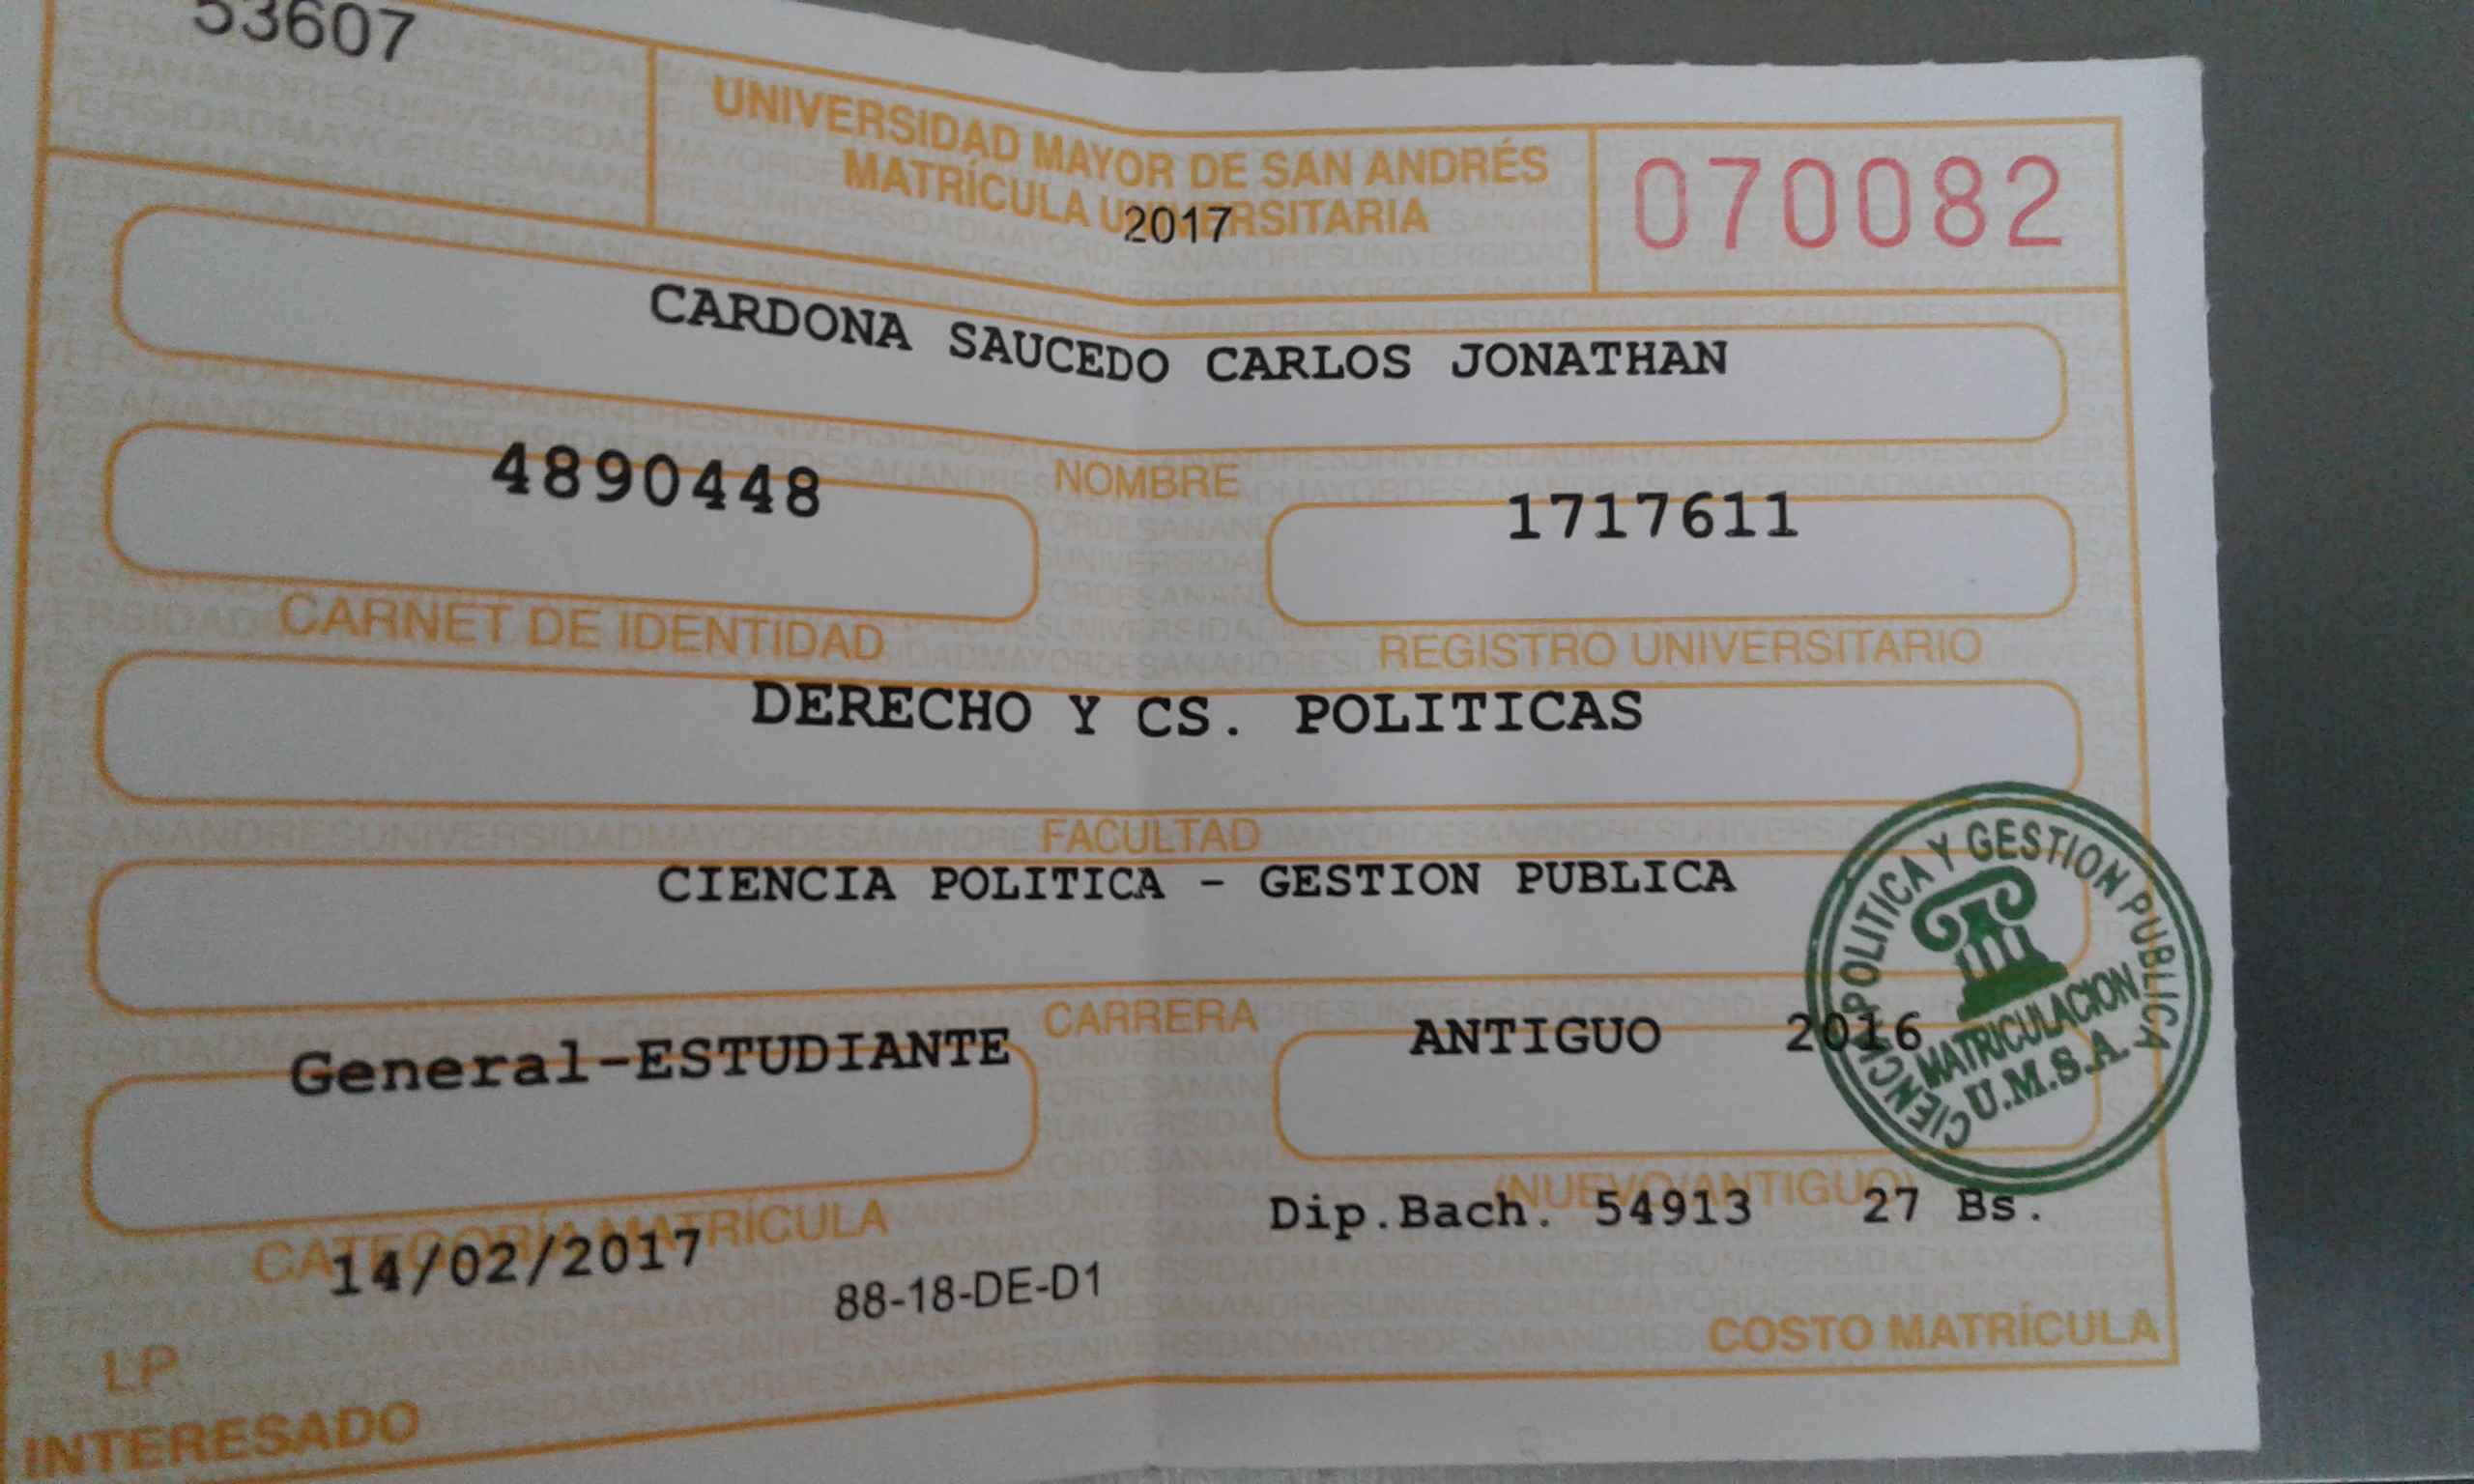 53607
UNIVERSIDAD MAYOR DE SAN ANDRÉS
MATRÍCULA UNIVERSITARIA
2017
070082
CARDONA SAUCEDO CARLOS JONATHAN
NOMBRE
4890448
1717611
CARNET DE IDENTIDAD
REGISTRO UNIVERSITARIO
DERECHO Y CS. POLITICAS
FACULTAD
CIENCIA POLITICA - GESTION PUBLICA
CARRERA
General-ESTUDIANTE
ANTIGUO 2016
CATEGORÍA MATRÍCULA
(NUEVO/ANTIGUO)
14/02/2017
88-18-DE-D1
Dip.Bach. 54913 27 Bs.
LP
COSTO MATRÍCULA
INTERESADO
CIENCIA POLITICA Y GESTION PUBLICA
MATRICULACION
U.M.S.A.